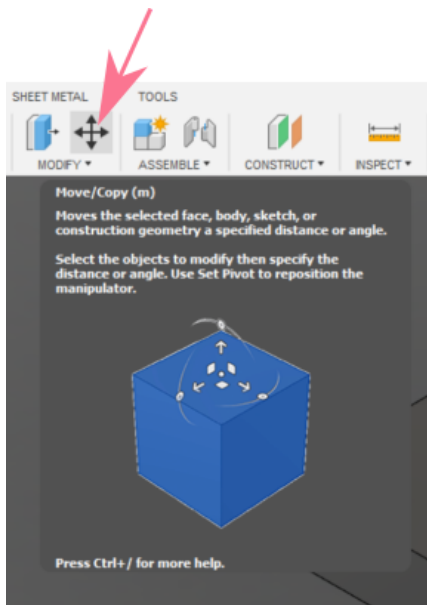 SHEET METAL TOOLS
MODIFY ▾ ASSEMBLE ▾ CONSTRUCT ▾ INSPECT ▾
Move/Copy (m)
Moves the selected face, body, sketch, or
construction geometry a specified distance or angle.
Select the objects to modify then specify the
distance or angle. Use Set Pivot to reposition the
manipulator.
Press Ctrl+/ for more help.